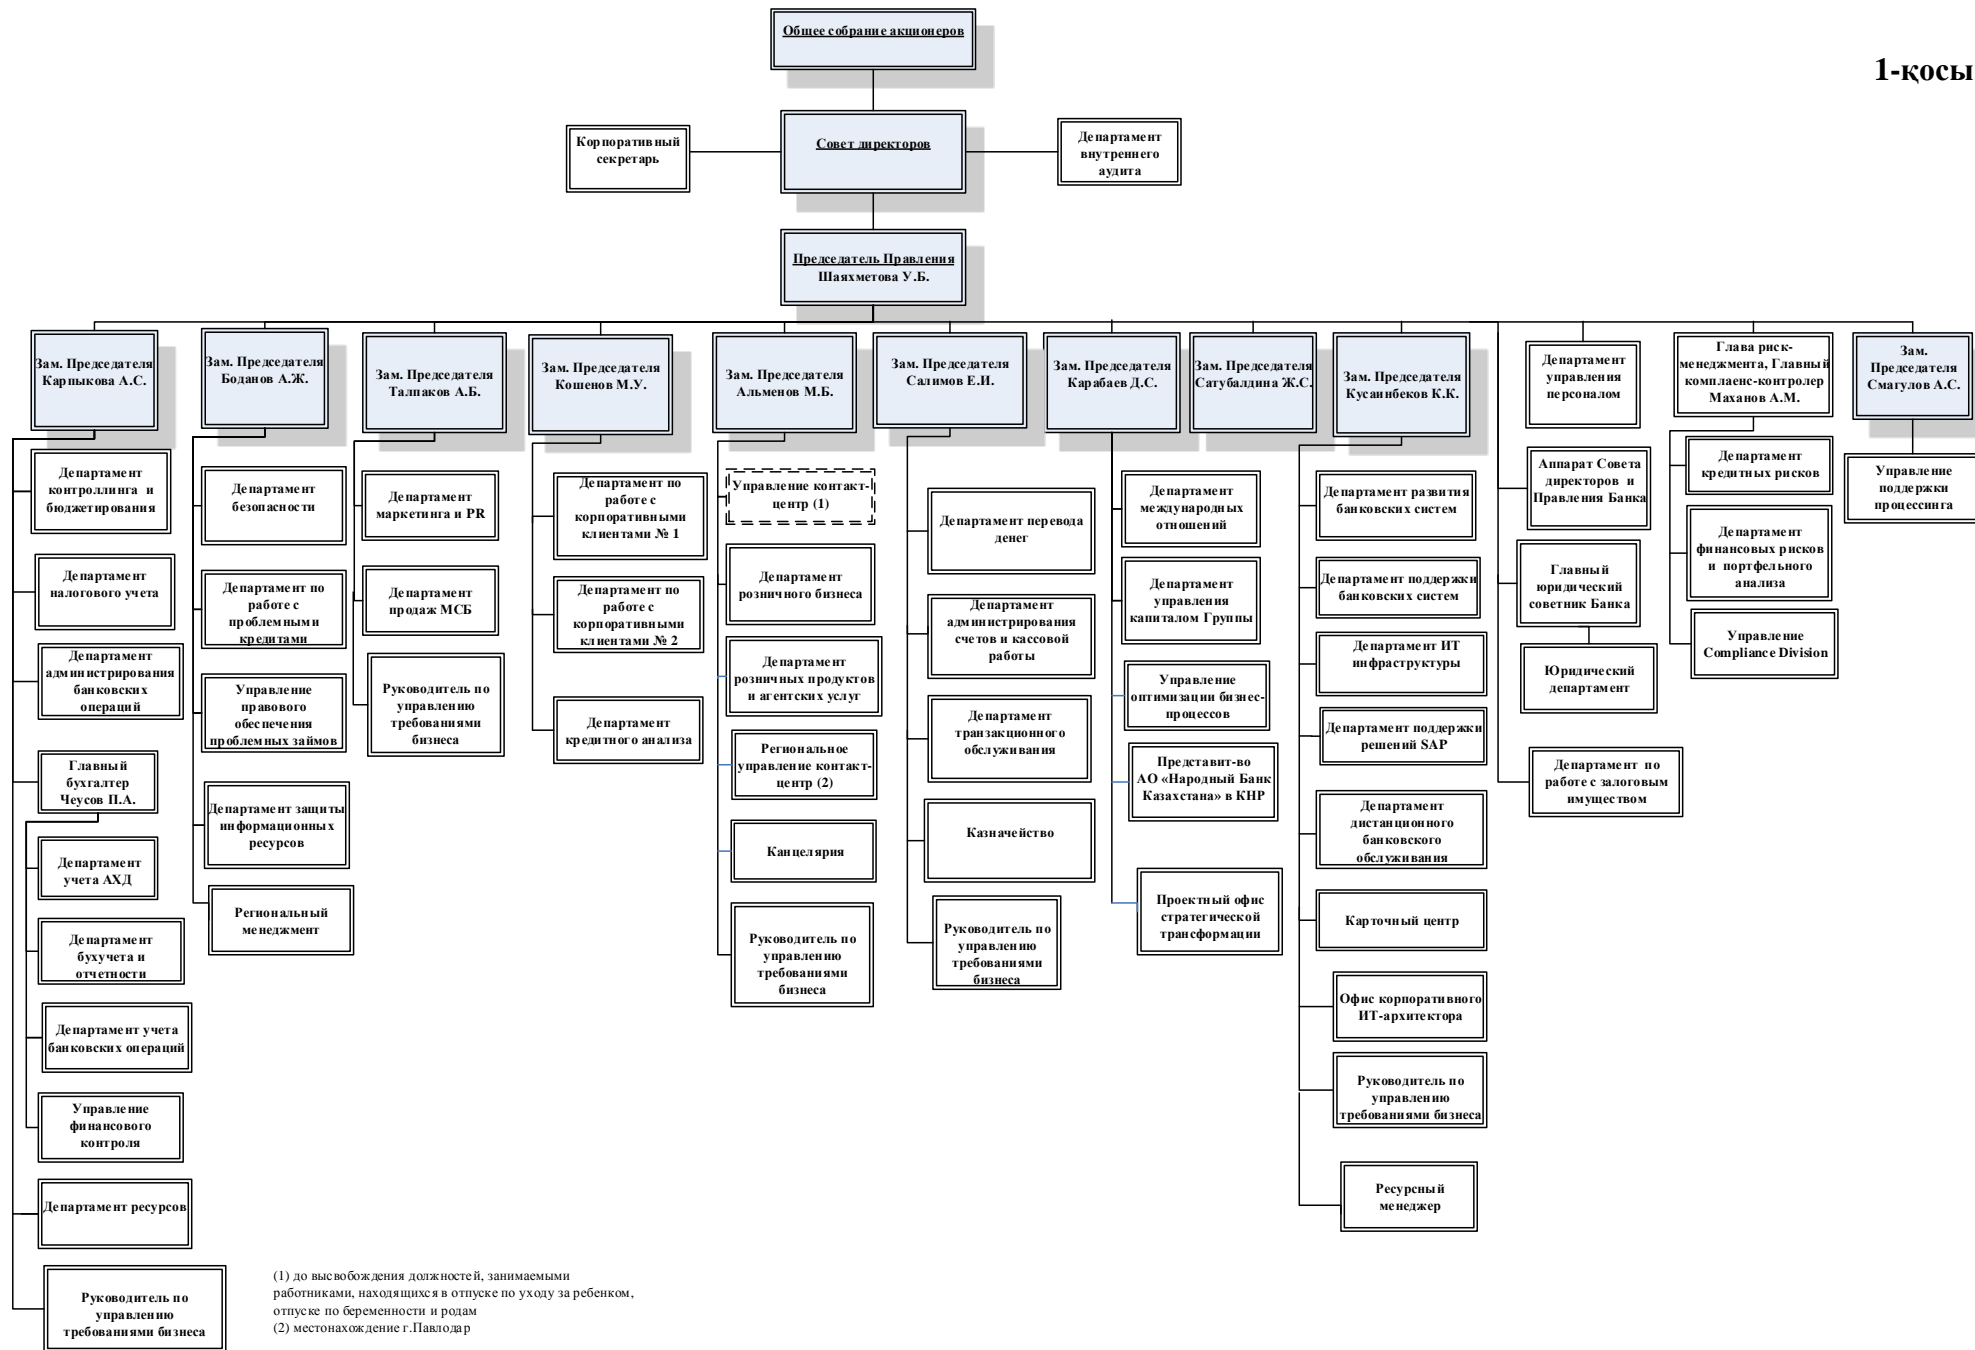 Общее собрание акционеров
1-қосы
Корпоративный
секретарь
Совет директоров
Департамент
внутреннего
аудита
Председатель Правления
Шаяхметова У.Б.
Зам. Председателя
Карпыкова А.С.
Департамент
контроллинга и
бюджетирования
Департамент
налогового учета
Департамент
администрирования
банковских
операций
Главный
бухгалтер
Чеусов П.А.
Департамент
учета АХД
Департамент
бухучета и
отчетности
Департамент учета
банковских операций
Управление
финансового
контроля
Департамент ресурсов
Руководитель по
управлению
требованиями бизнеса
Зам. Председателя
Боданов А.Ж.
Департамент
безопасности
Департамент по
работе с
проблемными
кредитами
Управление
правового
обеспечения
проблемных займов
Департамент защиты
информационных
ресурсов
Региональный
менеджмент
Зам. Председателя
Талпаков А.Б.
Департамент
маркетинга и PR
Департамент
продаж МСБ
Руководитель по
управлению
требованиями
бизнеса
Зам. Председателя
Кошенов М.У.
Департамент по
работе с
корпоративными
клиентами № 1
Департамент по
работе с
корпоративными
клиентами № 2
Департамент
кредитного анализа
Зам. Председателя
Альменов М.Б.
Управление контакт-
центр (1)
Департамент
розничного бизнеса
Департамент
розничных продуктов
и агентских услуг
Региональное
управление контакт-
центр (2)
Канцелярия
Руководитель по
управлению
требованиями
бизнеса
Зам. Председателя
Салимов Е.И.
Департамент перевода
денег
Департамент
администрирования
счетов и кассовой
работы
Департамент
транзакционного
обслуживания
Казначейство
Руководитель по
управлению
требованиями
бизнеса
Зам. Председателя
Карабаев Д.С.
Департамент
международных
отношений
Департамент
управления
капиталом Группы
Управление
оптимизации бизнес-
процессов
Представит-во
АО «Народный Банк
Казахстана» в КНР
Проектный офис
стратегической
трансформации
Зам. Председателя
Сатубалдина Ж.С.
Зам. Председателя
Кусаинбеков К.К.
Департамент развития
банковских систем
Департамент поддержки
банковских систем
Департамент ИТ
инфраструктуры
Департамент поддержки
решений SAP
Департамент
дистанционного
банковского
обслуживания
Карточный центр
Офис корпоративного
ИТ-архитектора
Руководитель по
управлению
требованиями бизнеса
Ресурсный
менеджер
Департамент
управления
персоналом
Аппарат Совета
директоров и
Правления Банка
Главный
юридический
советник Банка
Юридический
департамент
Департамент по
работе с залоговым
имуществом
Глава риск-
менеджмента, Главный
комплаенс-контролер
Маханов А.М.
Департамент
кредитных рисков
Департамент
финансовых рисков
и портфельного
анализа
Управление
Compliance Division
Зам.
Председателя
Смагулов А.С.
Управление
поддержки
процессинга
(1) до высвобождения должностей, занимаемыми
работниками, находящихся в отпуске по уходу за ребенком,
отпуске по беременности и родам
(2) местонахождение г.Павлодар